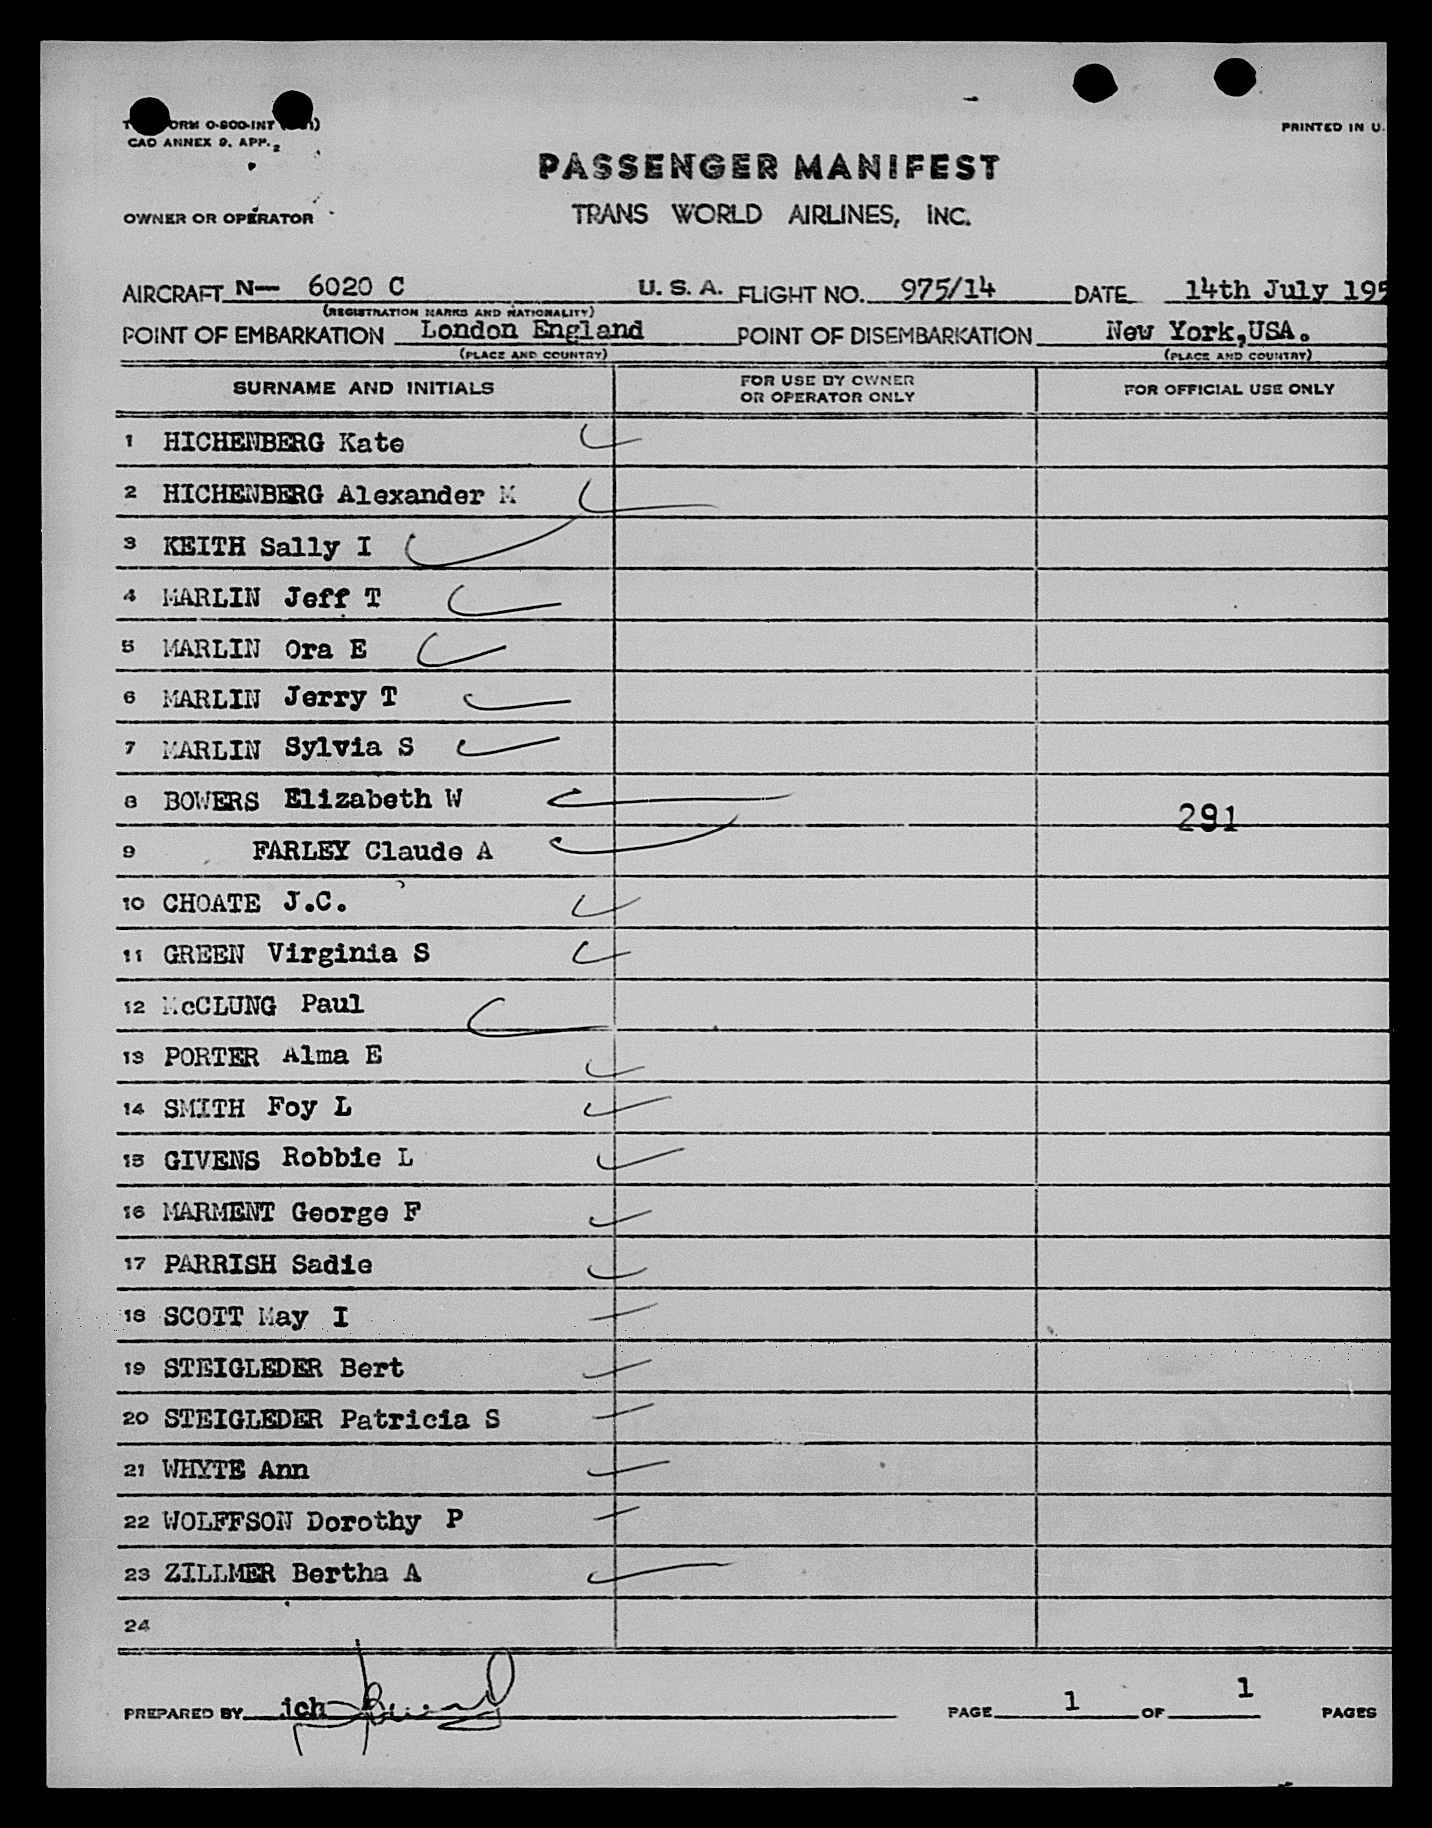 ORM O-800-INT
PRINTED IN U.
CAO ANNEX 9. APP. 2
PASSENGER MANIFEST
OWNER OR OPERATOR
TRANS WORLD AIRLINES, INC.
AIRCRAFT N— 6020 C U. S. A. FLIGHT NO. 975/14 DATE 14th July 195
(REGISTRATION MARKS AND NATIONALITY)
POINT OF EMBARKATION London England POINT OF DISEMBARKATION New York,USA.
(PLACE AND COUNTRY) (PLACE AND COUNTRY)
SURNAME AND INITIALS FOR USE BY OWNER OR OPERATOR ONLY FOR OFFICIAL USE ONLY
1 HICHENBERG Kate
2 HICHENBERG Alexander M
3 KEITH Sally I
4 MARLIN Jeff T
5 MARLIN Ora E
6 MARLIN Jerry T
7 MARLIN Sylvia S
8 BOWERS Elizabeth W
291
9 FARLEY Claude A
10 CHOATE J.C.
11 GREEN Virginia S
12 McCLUNG Paul
13 PORTER Alma E
14 SMITH Foy L
15 GIVENS Robbie L
16 MARMENT George F
17 PARRISH Sadie
18 SCOTT May I
19 STEIGLEDER Bert
20 STEIGLEDER Patricia S
21 WHYTE Ann
22 WOLFFSON Dorothy P
23 ZILLMER Bertha A
24
PREPARED BY jch PAGE 1 OF 1 PAGES